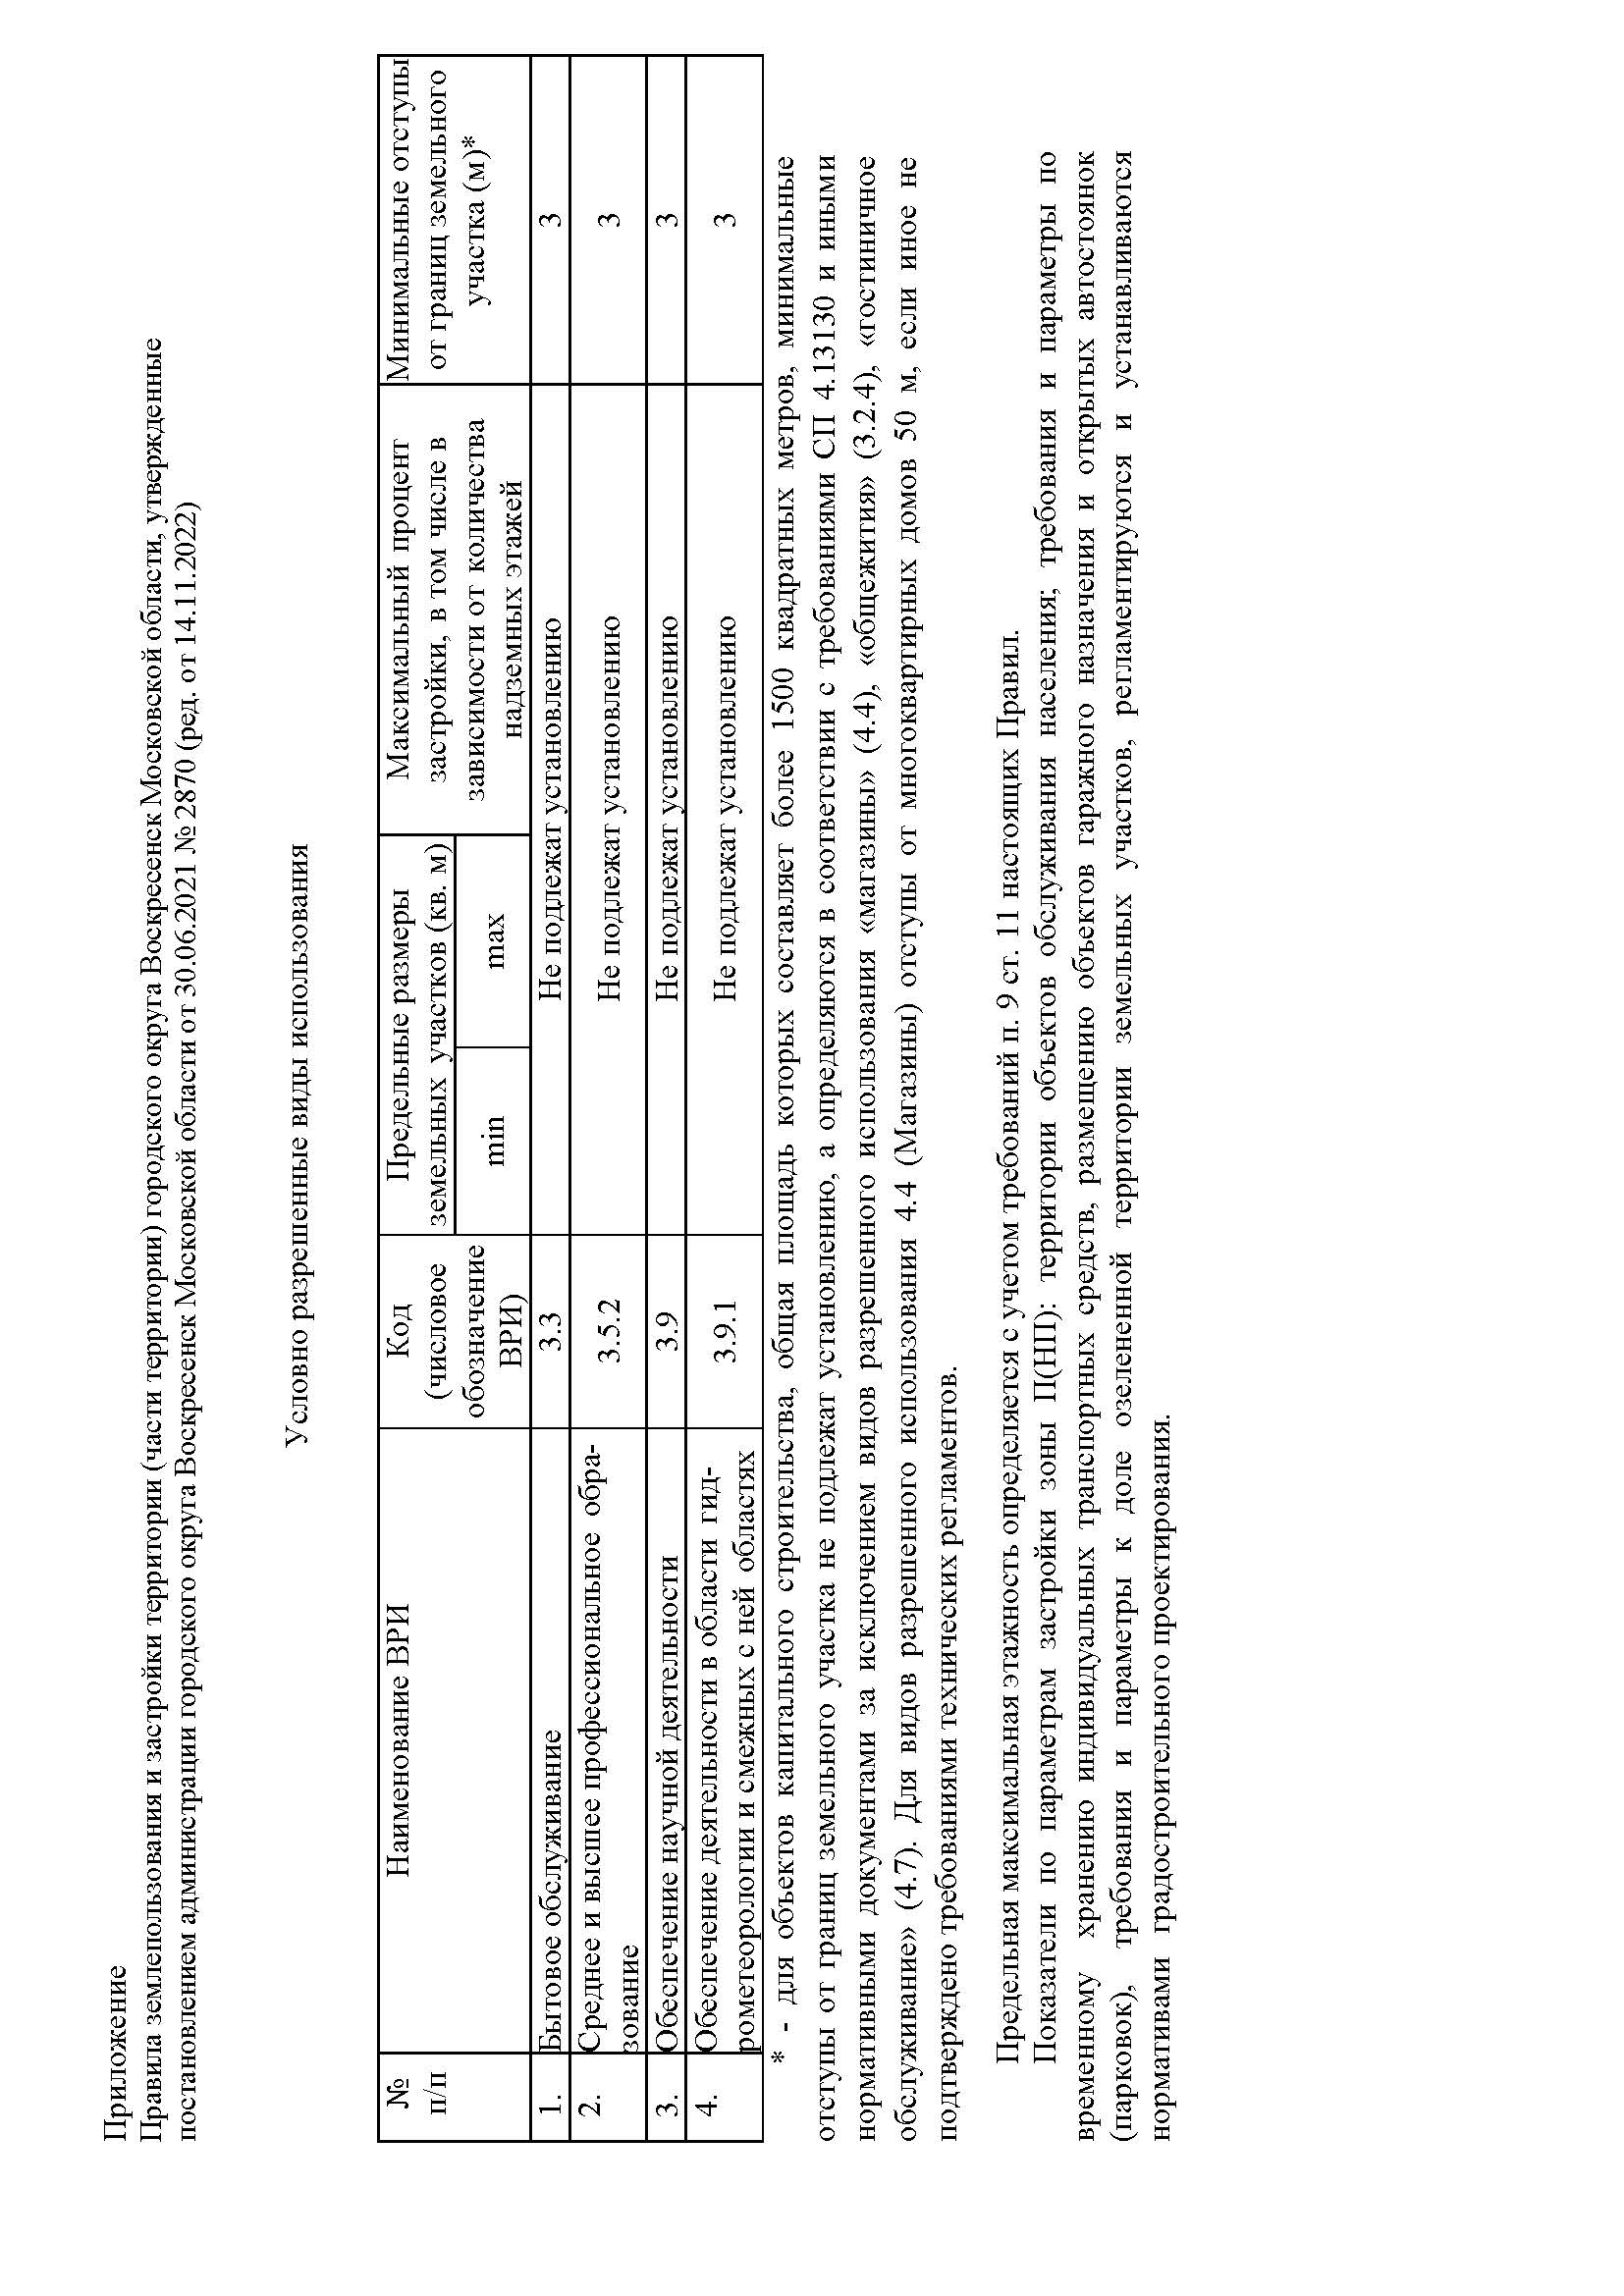 Приложение
Правила землепользования и застройки территории (части территории) городского округа Воскресенск Московской области, утвержденные
постановлением администрации городского округа Воскресенск Московской области от 30.06.2021 № 2870 (ред. от 14.11.2022)
Условно разрешенные виды использования
№ п/п
Наименование ВРИ
Код
(числовое
обозначение
ВРИ)
Предельные размеры
земельных участков (кв. м)
min
max
Максимальный процент
застройки, в том числе в
зависимости от количества
надземных этажей
Минимальные отступы
от границ земельного
участка (м)*
1. Бытовое обслуживание 3.3 Не подлежат установлению 3
2. Среднее и высшее профессиональное обра-
зование 3.5.2 Не подлежат установлению 3
3. Обеспечение научной деятельности 3.9 Не подлежат установлению 3
4. Обеспечение деятельности в области гид-
рометеорологии и смежных с ней областях 3.9.1 Не подлежат установлению 3
* - для объектов капитального строительства, общая площадь которых составляет более 1500 квадратных метров, минимальные
отступы от границ земельного участка не подлежат установлению, а определяются в соответствии с требованиями СП 4.13130 и иными
нормативными документами за исключением видов разрешенного использования «магазины» (4.4), «общежития» (3.2.4), «гостиничное
обслуживание» (4.7). Для видов разрешенного использования 4.4 (Магазины) отступы от многоквартирных домов 50 м, если иное не
подтверждено требованиями технических регламентов.
Предельная максимальная этажность определяется с учетом требований п. 9 ст. 11 настоящих Правил.
Показатели по параметрам застройки зоны П(НП): территории объектов обслуживания населения; требования и параметры по
временному хранению индивидуальных транспортных средств, размещению объектов гаражного назначения и открытых автостоянок
(парковок), требования и параметры к доле озелененной территории земельных участков, регламентируются и устанавливаются
нормативами градостроительного проектирования.